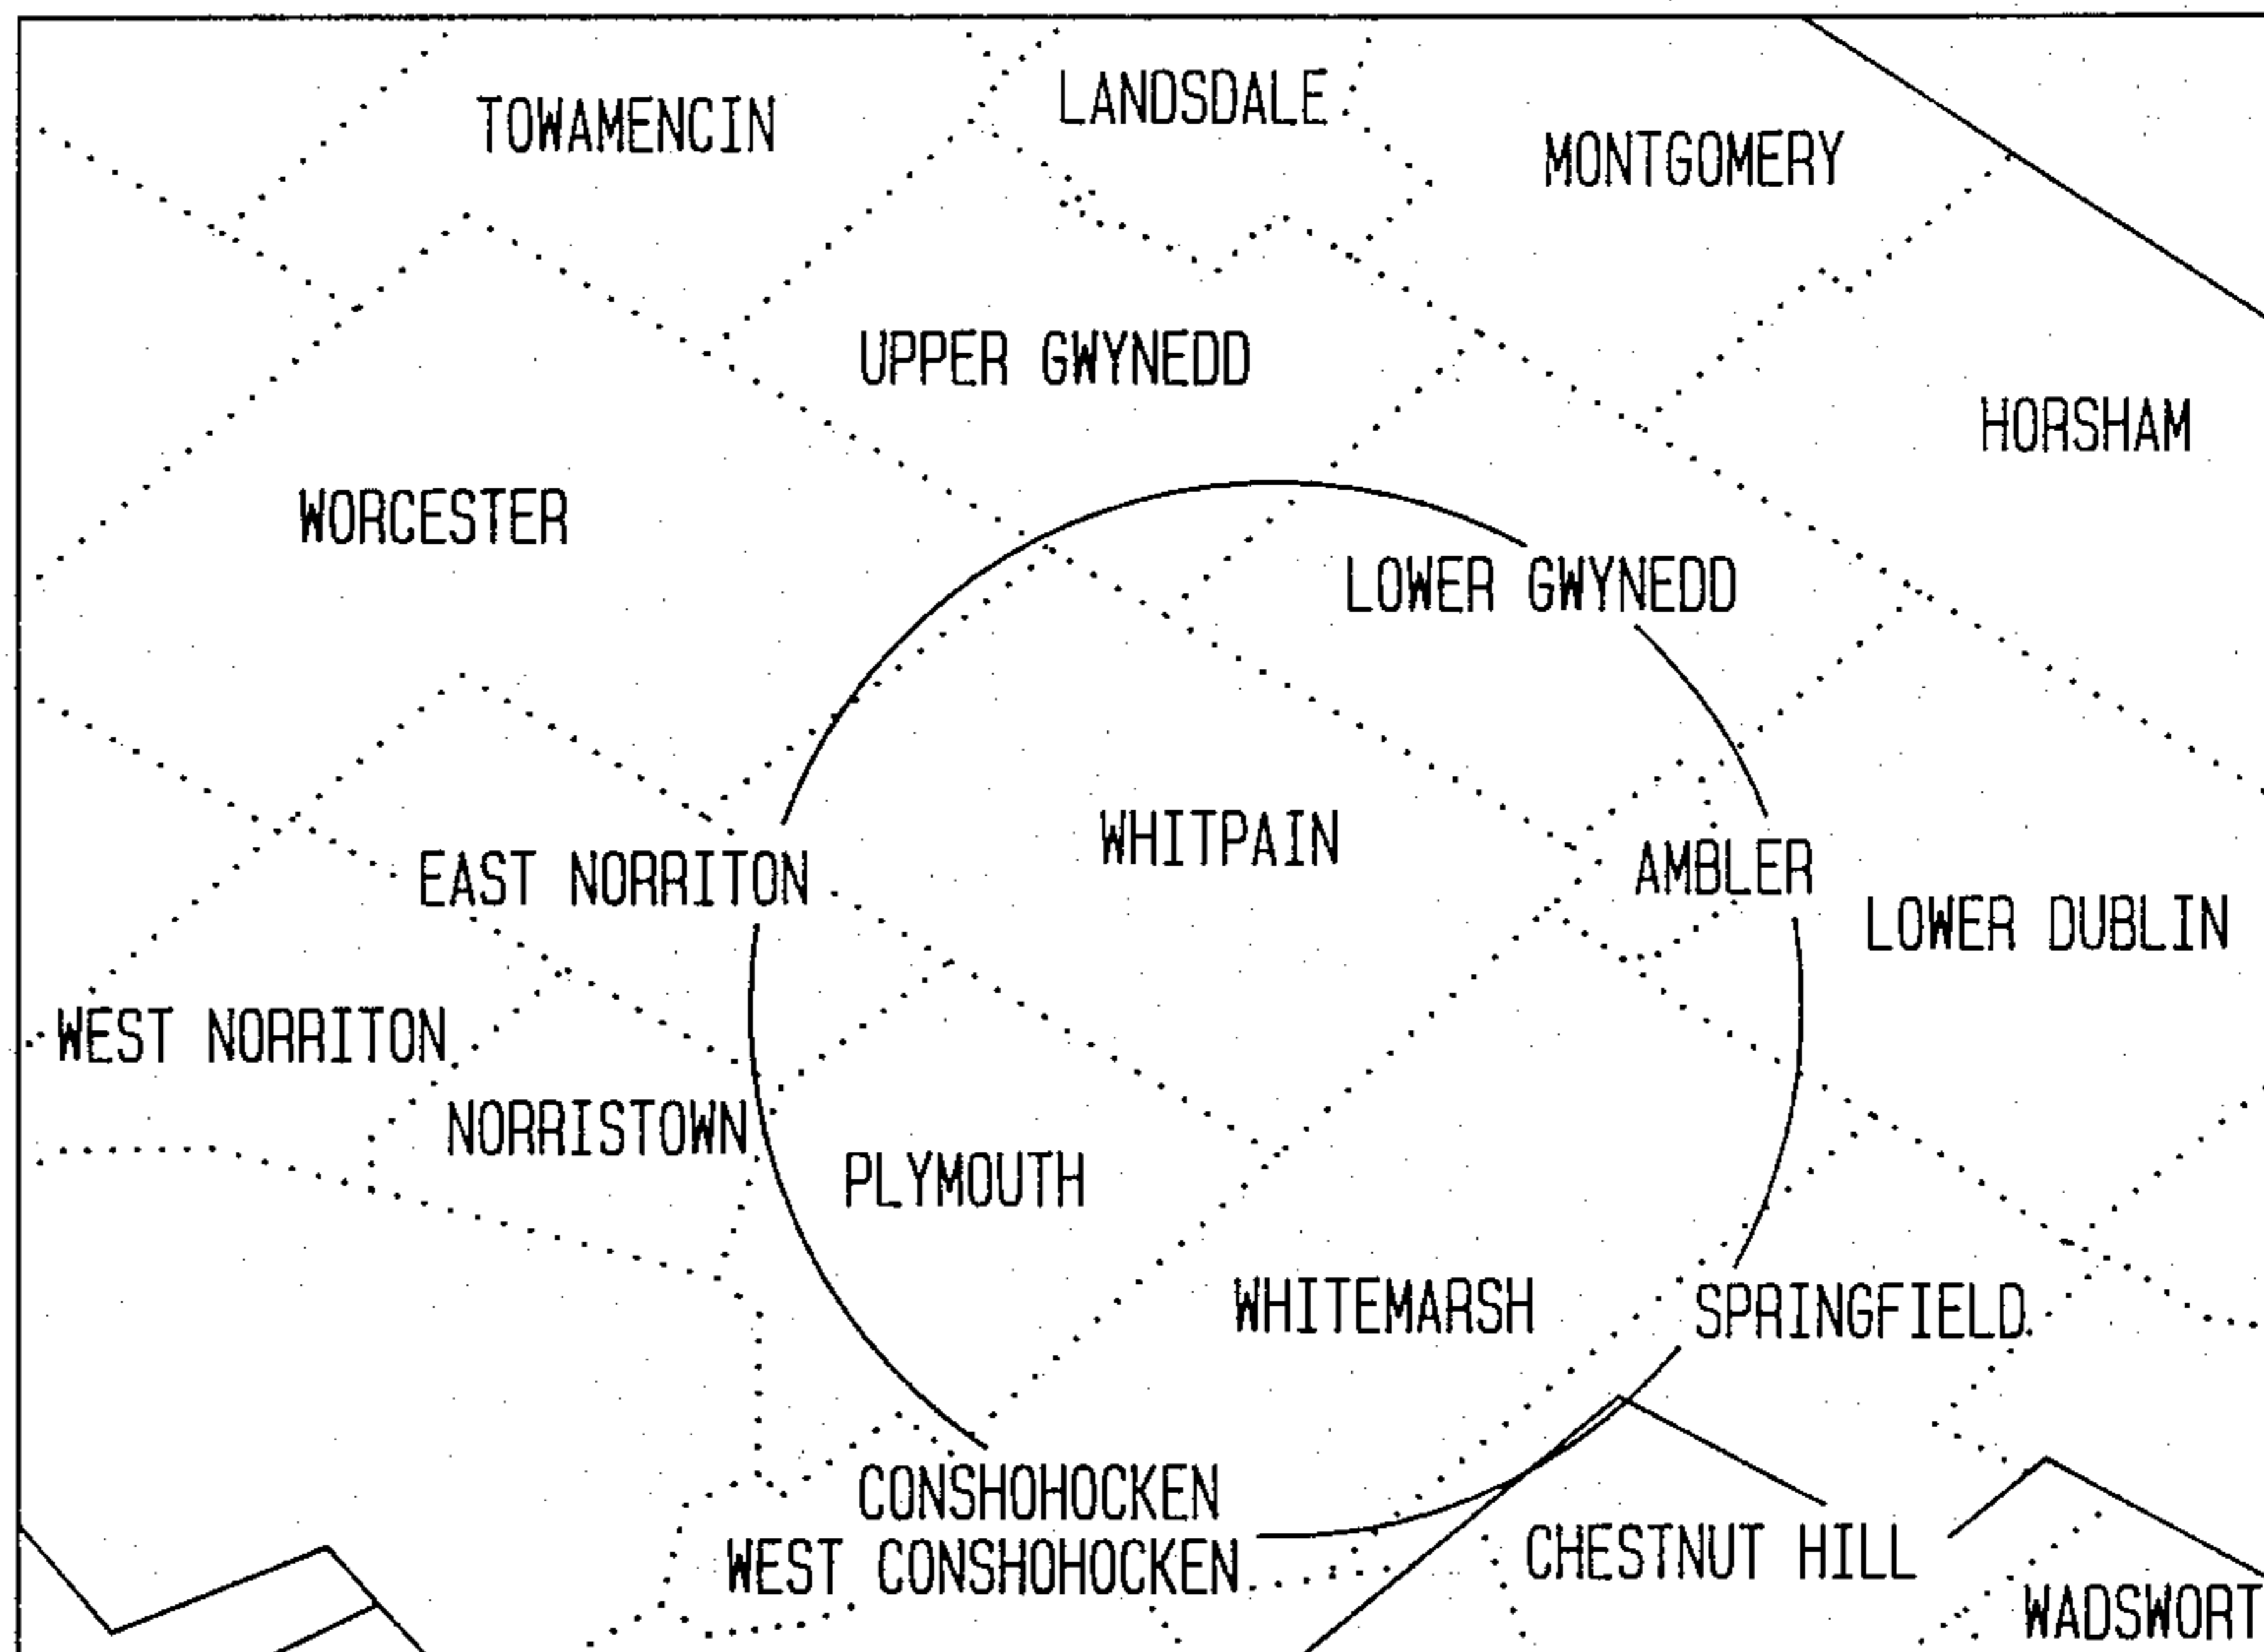 LANDSDALE
TOWAMENCIN
MONTGOMERY
UPPER GWYNEDD
HORSHAM
WORCESTER
LOWER GWYNEDD
WHITPAIN
EAST NORRITON
AMBLER
LOWER DUBLIN
WEST NORRITON
NORRISTOWN
PLYMOUTH
WHITEMARSH
SPRINGFIELD
CONSHOHOCKEN
WEST CONSHOHOCKEN
CHESTNUT HILL
WADSWORT